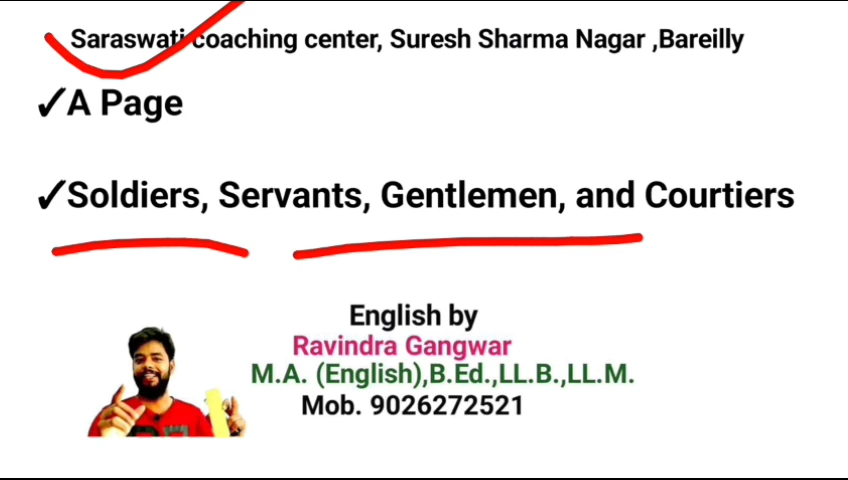 Saraswati coaching center, Suresh Sharma Nagar ,Bareilly
✓A Page
✓Soldiers, Servants, Gentlemen, and Courtiers
English by
Ravindra Gangwar
M.A. (English),B.Ed.,LL.B.,LL.M.
Mob. 9026272521